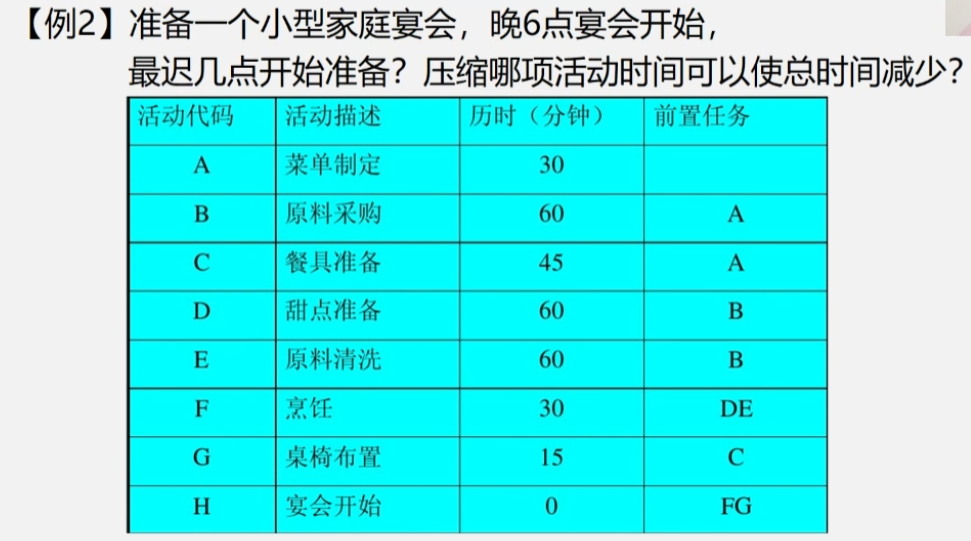 【例2】准备一个小型家庭宴会，晚6点宴会开始，
最迟几点开始准备？压缩哪项活动时间可以使总时间减少？
活动代码 活动描述 历时（分钟） 前置任务
A 菜单制定 30
B 原料采购 60 A
C 餐具准备 45 A
D 甜点准备 60 B
E 原料清洗 60 B
F 烹饪 30 DE
G 桌椅布置 15 C
H 宴会开始 0 FG